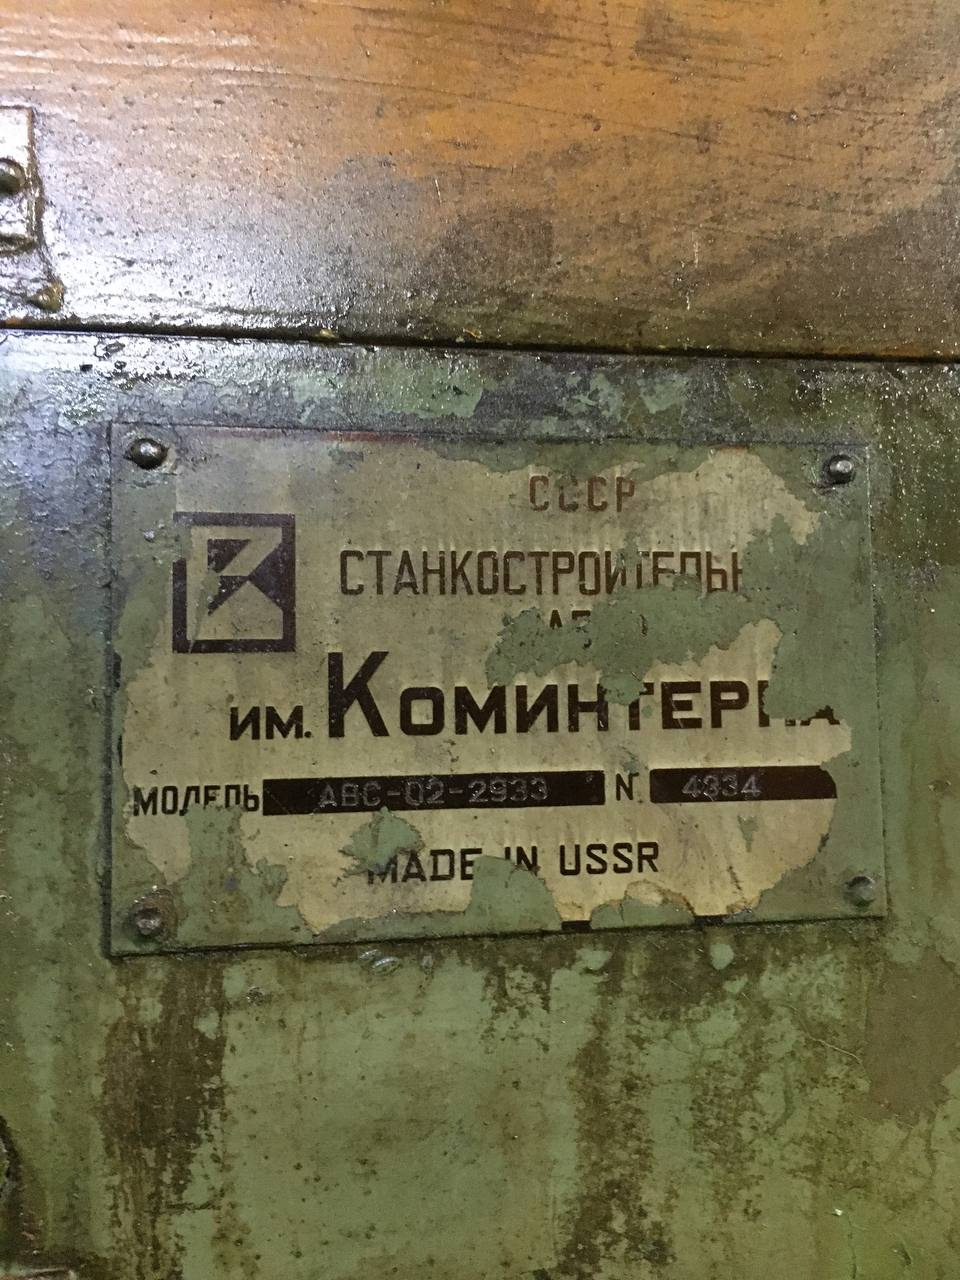 СССР
СТАНКОСТРОИТЕЛЬН
им. Коминтерна
МОДЕЛЬ АВС-02-2933 N 4334
MADE IN USSR